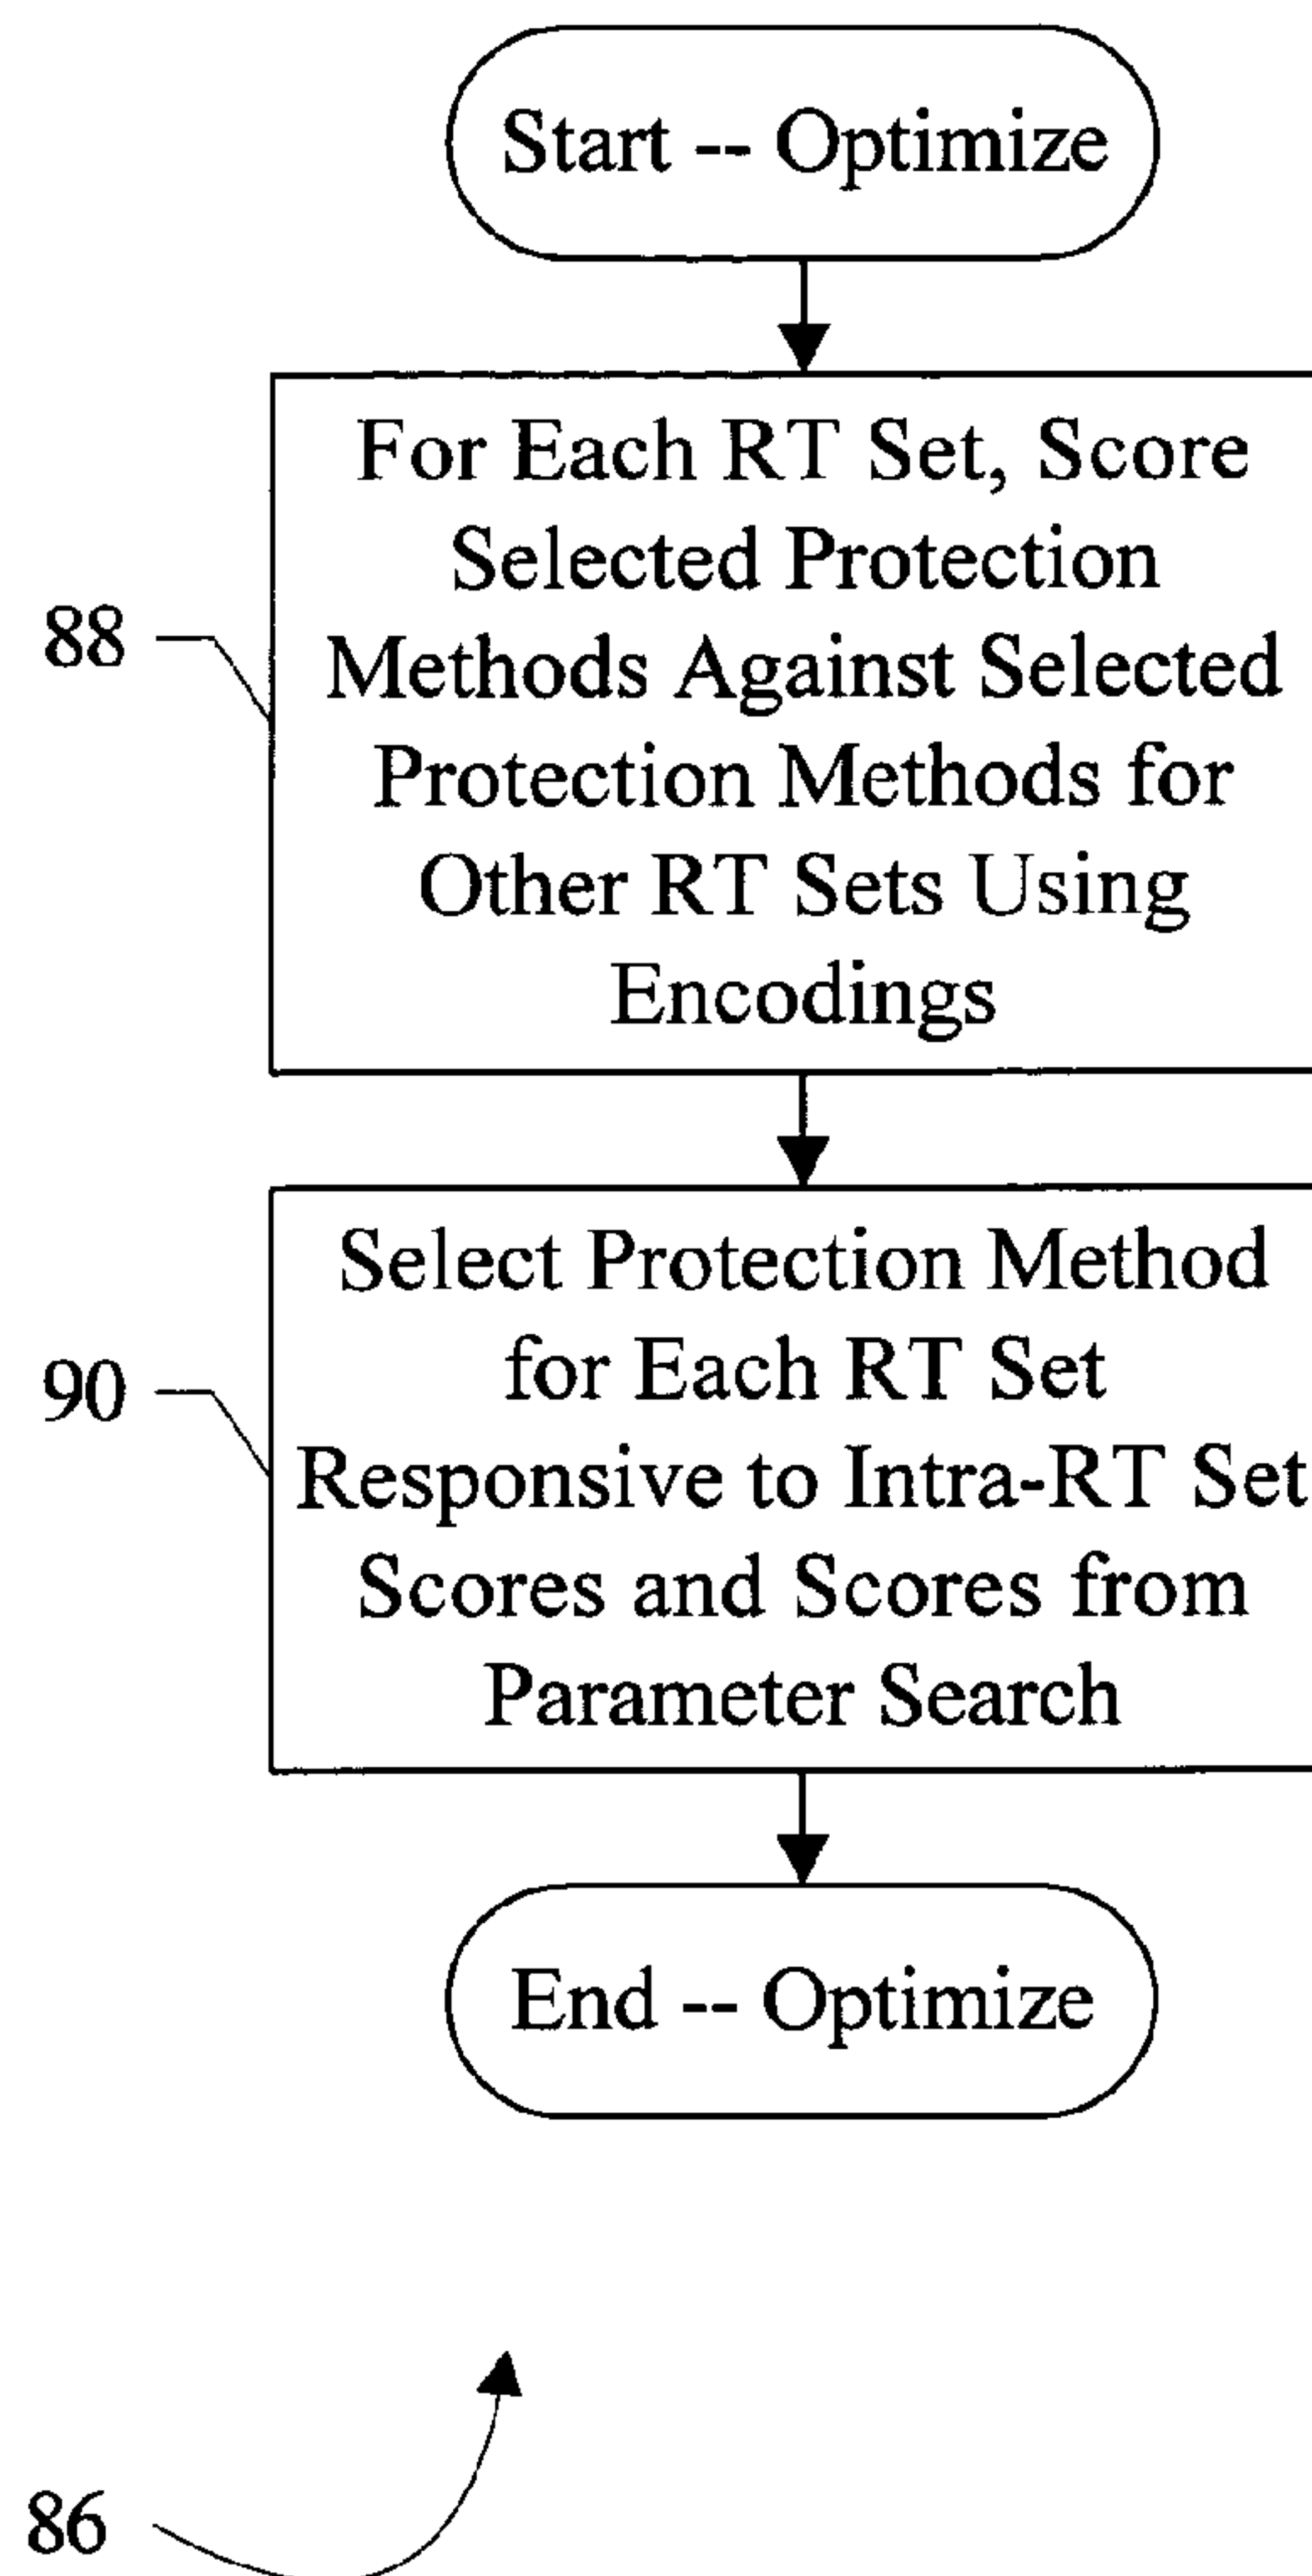 Start -- Optimize
For Each RT Set, Score
Selected Protection
Methods Against Selected
Protection Methods for
Other RT Sets Using
Encodings
88
Select Protection Method
for Each RT Set
Responsive to Intra-RT Set
Scores and Scores from
Parameter Search
90
End -- Optimize
86